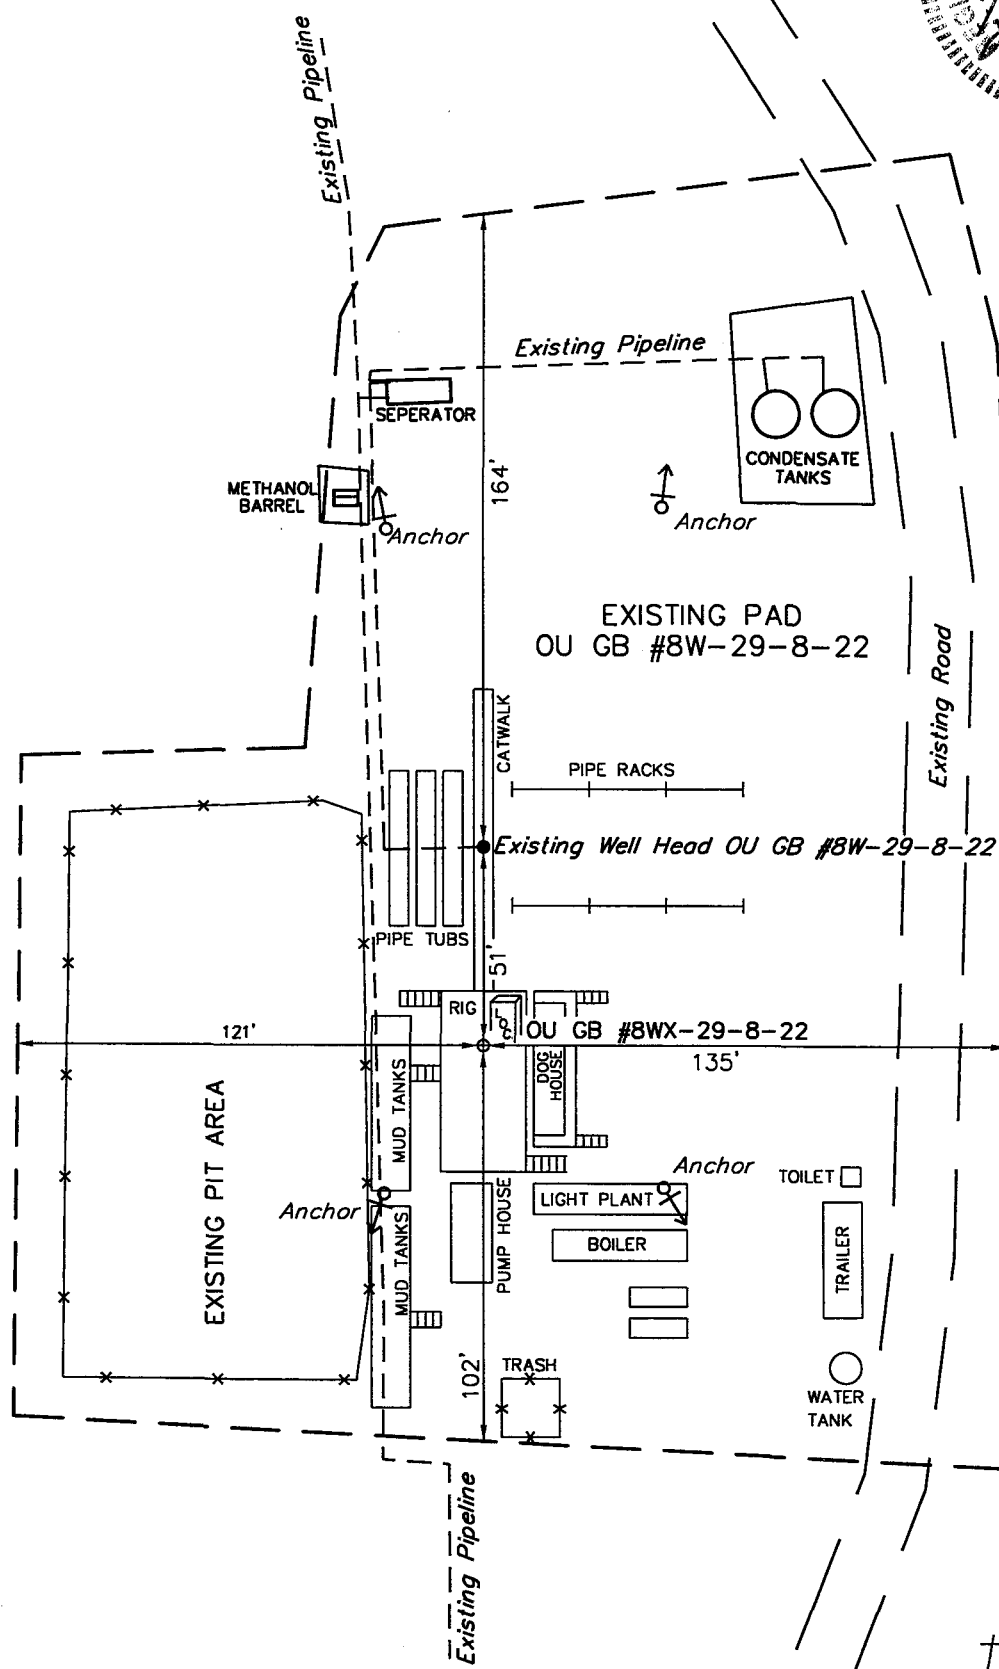 Existing Pipeline
Existing Pipeline
SEPERATOR
CONDENSATE
TANKS
164'
METHANOL
BARREL
Anchor
Anchor
EXISTING PAD
OU GB #8W-29-8-22
Existing Road
CATWALK
PIPE RACKS
Existing Well Head OU GB #8W-29-8-22
PIPE TUBS
51'
RIG
LOC
OU GB #8WX-29-8-22
121'
135'
DOG
HOUSE
MUD TANKS
EXISTING PIT AREA
Anchor
Anchor
TOILET
LIGHT PLANT
MUD TANKS
PUMP HOUSE
BOILER
TRAILER
102'
TRASH
WATER
TANK
Existing Pipeline